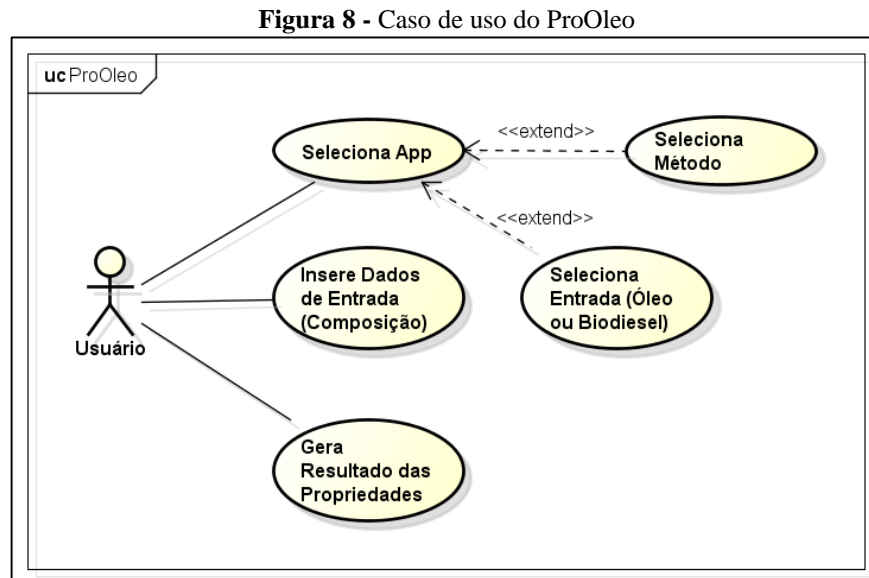 Figura 8 - Caso de uso do ProOleo
uc ProOleo
Seleciona App
<<extend>>
Seleciona
Método
<<extend>>
Insere Dados
de Entrada
(Composição)
Seleciona
Entrada (Óleo
ou Biodiesel)
Usuário
Gera
Resultado das
Propriedades